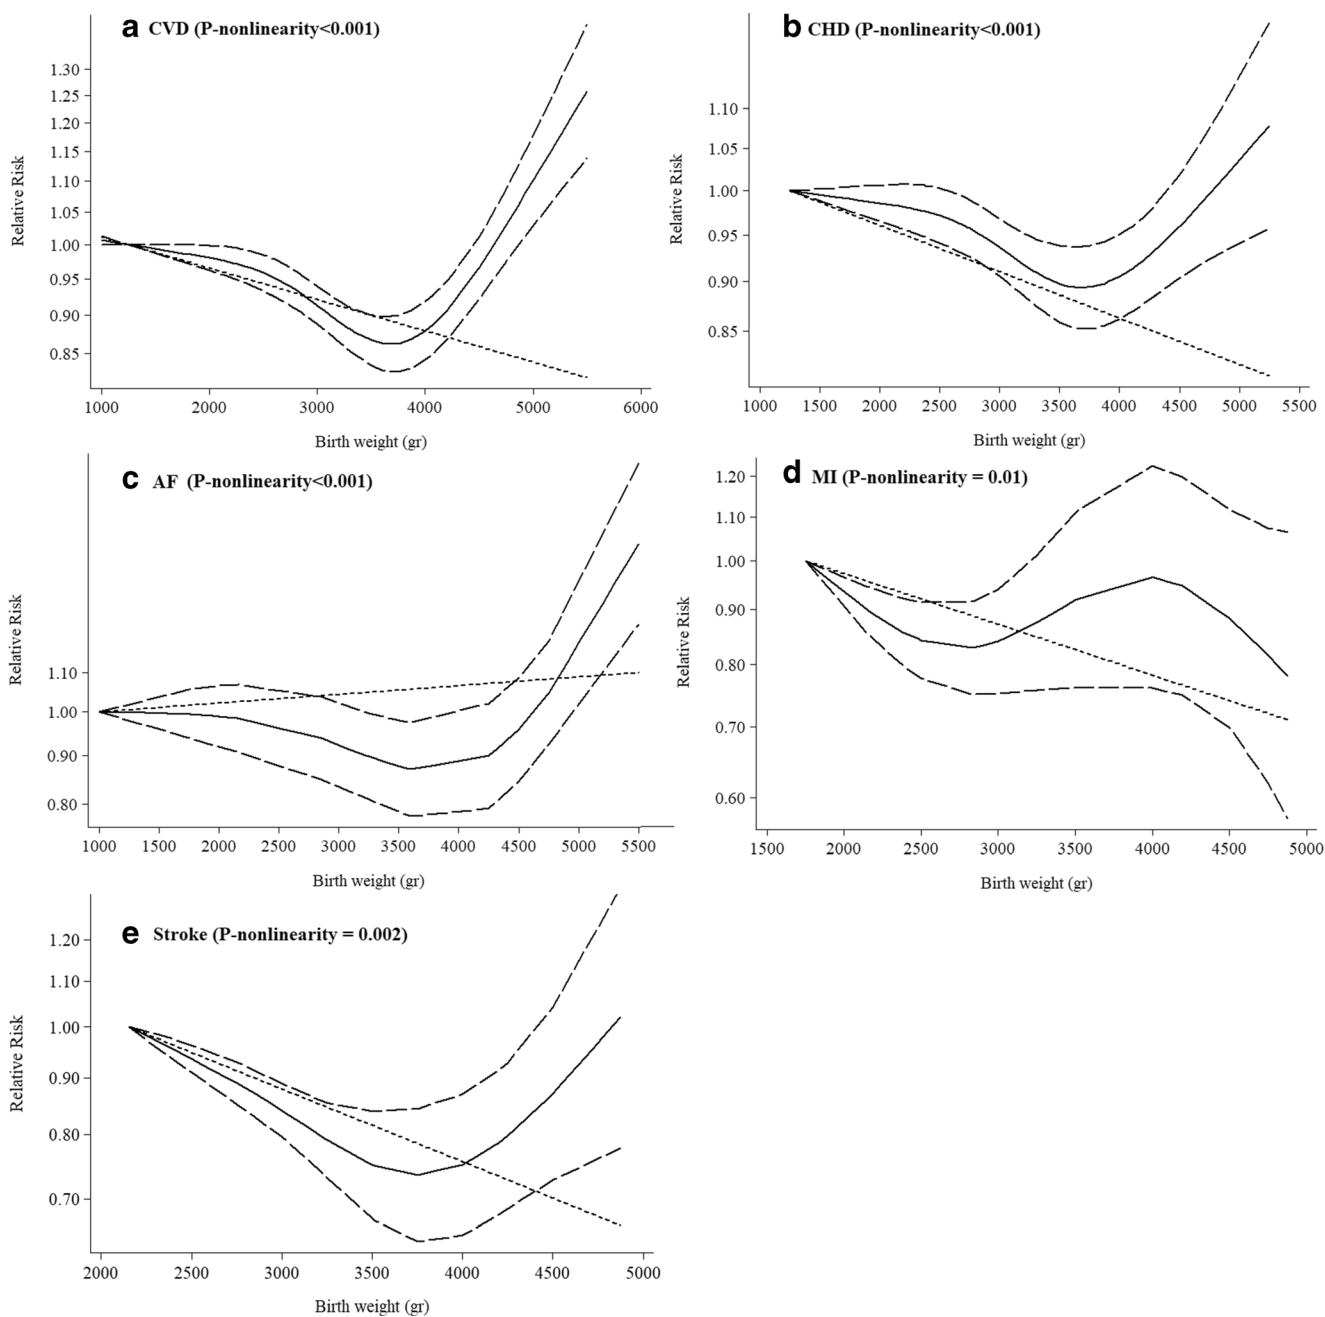 a CVD (P-nonlinearity<0.001)
1.30
1.25
1.20
1.15
1.10
1.05
1.00
0.95
0.90
0.85
Relative Risk
1000 2000 3000 4000 5000 6000
Birth weight (gr)
b CHD (P-nonlinearity<0.001)
1.10
1.05
1.00
0.95
0.90
0.85
Relative Risk
1000 1500 2000 2500 3000 3500 4000 4500 5000 5500
Birth weight (gr)
c AF (P-nonlinearity<0.001)
1.10
1.00
0.90
0.80
Relative Risk
1000 1500 2000 2500 3000 3500 4000 4500 5000 5500
Birth weight (gr)
d MI (P-nonlinearity = 0.01)
1.20
1.10
1.00
0.90
0.80
0.70
0.60
Relative Risk
1500 2000 2500 3000 3500 4000 4500 5000
Birth weight (gr)
e Stroke (P-nonlinearity = 0.002)
1.20
1.10
1.00
0.90
0.80
0.70
Relative Risk
2000 2500 3000 3500 4000 4500 5000
Birth weight (gr)